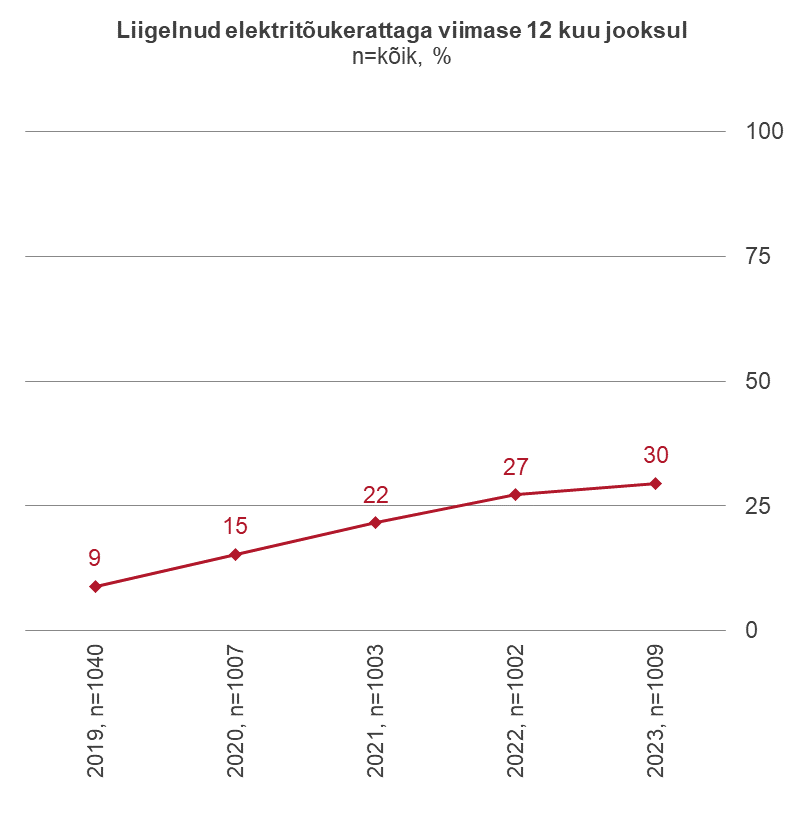 Liigelnud elektritõukerattaga viimase 12 kuu jooksul
n=kõik, %
100
75
50
25
0
9
15
22
27
30
2019, n=1040
2020, n=1007
2021, n=1003
2022, n=1002
2023, n=1009